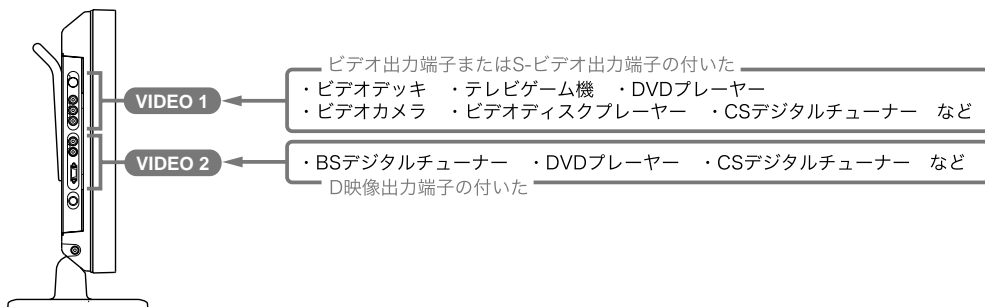 ビデオ出力端子またはS-ビデオ出力端子の付いた
VIDEO 1
・ビデオデッキ ・テレビゲーム機 ・DVDプレーヤー
・ビデオカメラ ・ビデオディスクプレーヤー ・CSデジタルチューナー など
VIDEO 2
・BSデジタルチューナー ・DVDプレーヤー ・CSデジタルチューナー など
D映像出力端子の付いた